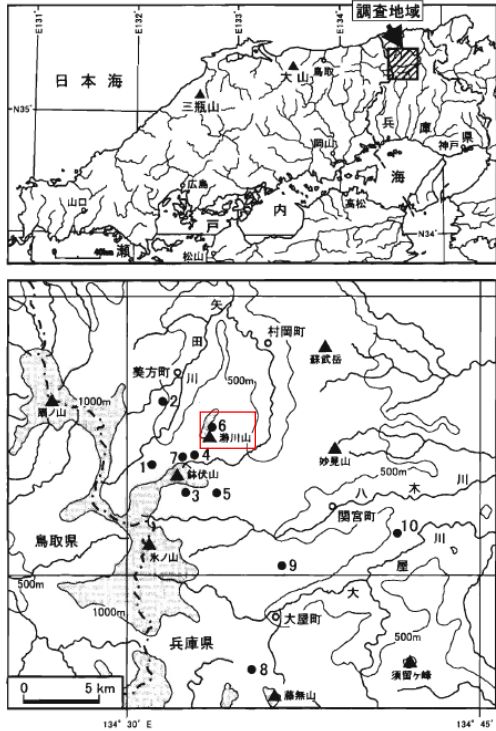 調査地域
E131°
E132°
E133°
E134°
日本海
大山
鳥取
N35°
三瓶山
兵庫県
岡山
神戸
広島
海
山口
高松
内
戸
瀬
松山
N34°
矢田川
村岡町
蘇武岳
美方町
500m
1000m
2
6
瀞川山
扇ノ山
7
4
妙見山
1
鉢伏山
500m
3
5
八木川
関宮町
10
鳥取県
氷ノ山
9
大屋川
500m
1000m
大屋町
兵庫県
500m
8
須留ヶ峰
藤無山
0 5 km
134° 30' E
134° 45'